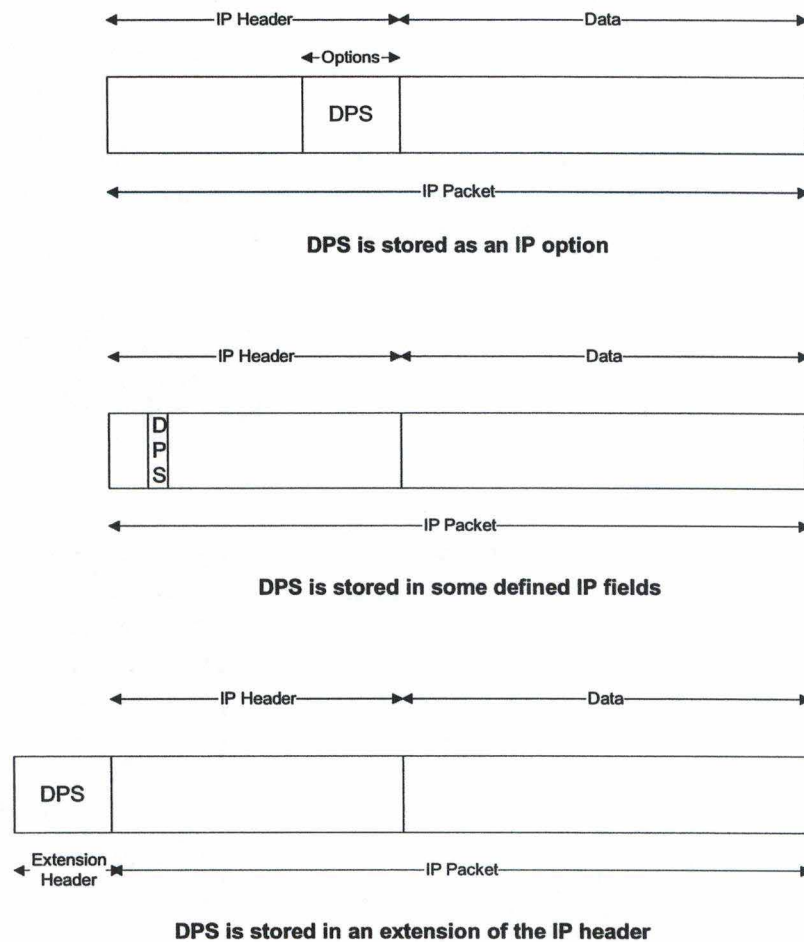 IP Header Data
Options
DPS
IP Packet
DPS is stored as an IP option
IP Header Data
D
P
S
IP Packet
DPS is stored in some defined IP fields
IP Header Data
DPS
Extension
Header
IP Packet
DPS is stored in an extension of the IP header